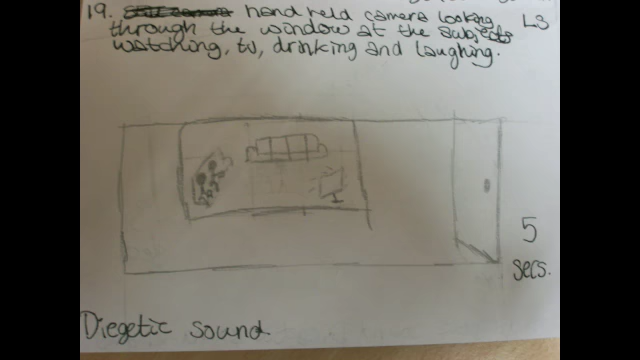 19. hand held camera looking L3
through the window at the subjects
watching, tv, drinking and laughing.
5
secs.
Diegetic sound